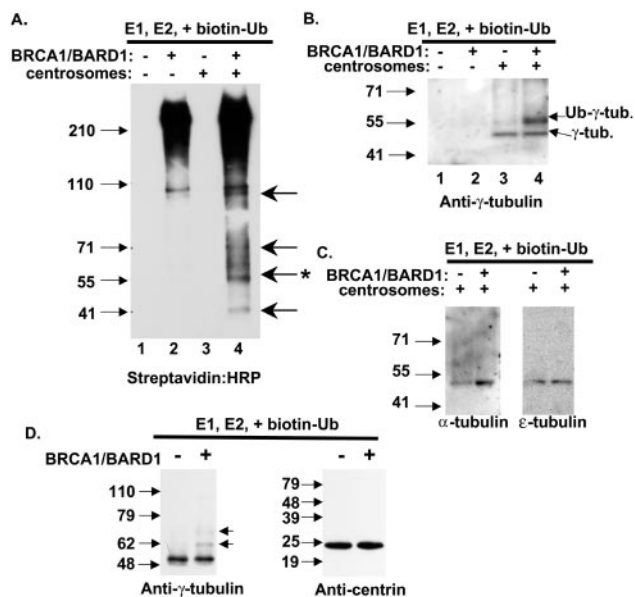 A.
E1, E2, + biotin-Ub
BRCA1/BARD1: - + - +
centrosomes: - - + +
210
110
71
55
41
*
1 2 3 4
Streptavidin:HRP
B.
E1, E2, + biotin-Ub
BRCA1/BARD1: - + - +
centrosomes: - - + +
71
55
41
Ub-γ-tub.
γ-tub.
1 2 3 4
Anti-γ-tubulin
C.
E1, E2, + biotin-Ub
BRCA1/BARD1: - + - +
centrosomes: + + + +
71
55
41
α-tubulin ε-tubulin
D.
E1, E2, + biotin-Ub
BRCA1/BARD1 - + - +
110
79
62
48
Anti-γ-tubulin
79
48
39
25
19
Anti-centrin